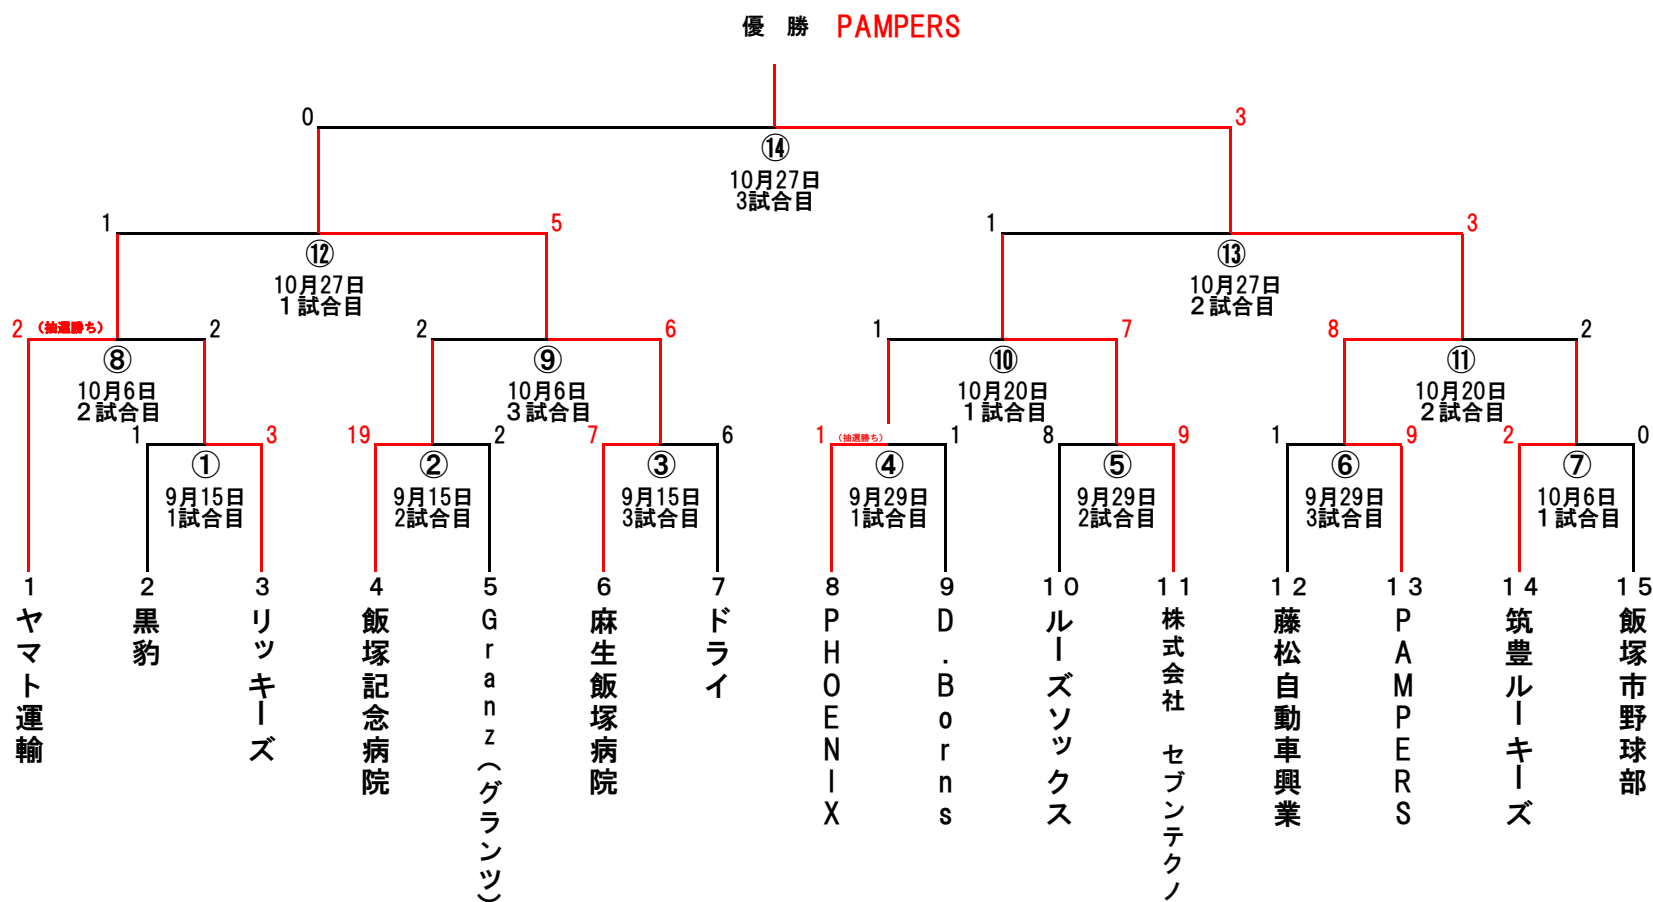 優　勝　PAMPERS
0
3
⑭
10月27日
3試合目
1
5
1
3
⑫
10月27日
１試合目
⑬
10月27日
２試合目
2（抽選勝ち）
2
2
6
1
7
8
2
⑧
10月6日
２試合目
⑨
10月6日
３試合目
⑩
10月20日
１試合目
⑪
10月20日
２試合目
1
3
19
2
7
6
1（抽選勝ち）
1
8
9
1
9
2
0
①
9月15日
1試合目
②
9月15日
2試合目
③
9月15日
3試合目
④
9月29日
1試合目
⑤
9月29日
2試合目
⑥
9月29日
3試合目
⑦
10月6日
１試合目
１
ヤマト運輸
２
黒豹
３
リッキーズ
４
飯塚記念病院
５
Granz（グランツ）
６
麻生飯塚病院
７
ドライ
８
PHOENIX
９
D.Borns
１０
ルーズソックス
１１
株式会社　セブンテクノ
１２
藤松自動車興業
１３
PAMPERS
１４
筑豊ルーキーズ
１５
飯塚市野球部